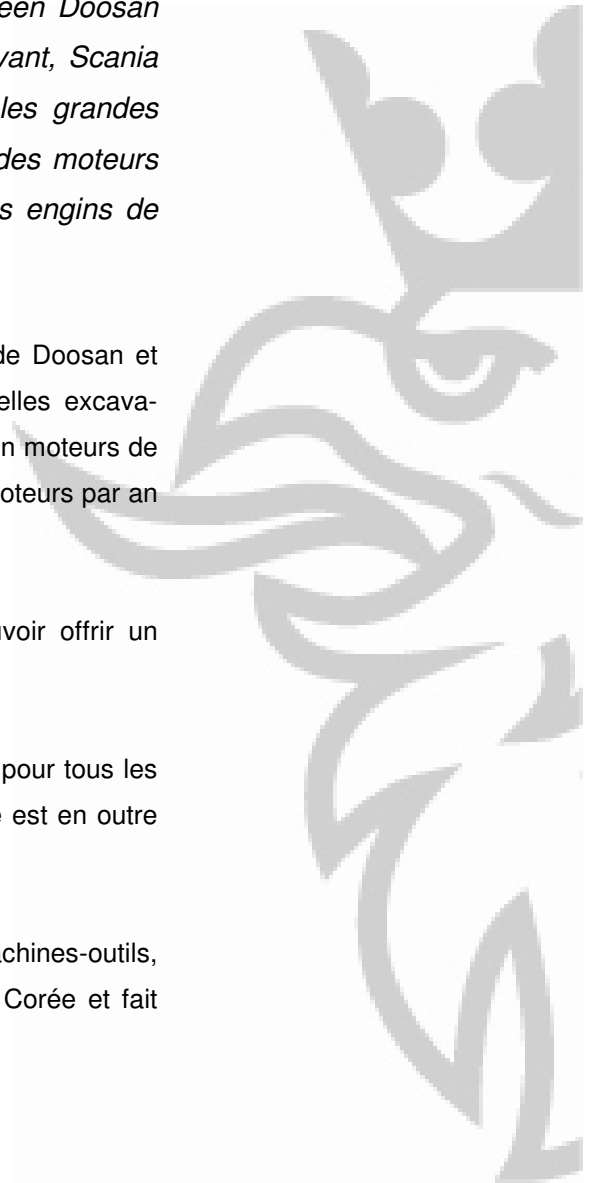 éen Doosan
vant, Scania
les grandes
des moteurs
s engins de
de Doosan et
elles excava-
n moteurs de
oteurs par an
voir offrir un
pour tous les
e est en outre
achines-outils,
Corée et fait